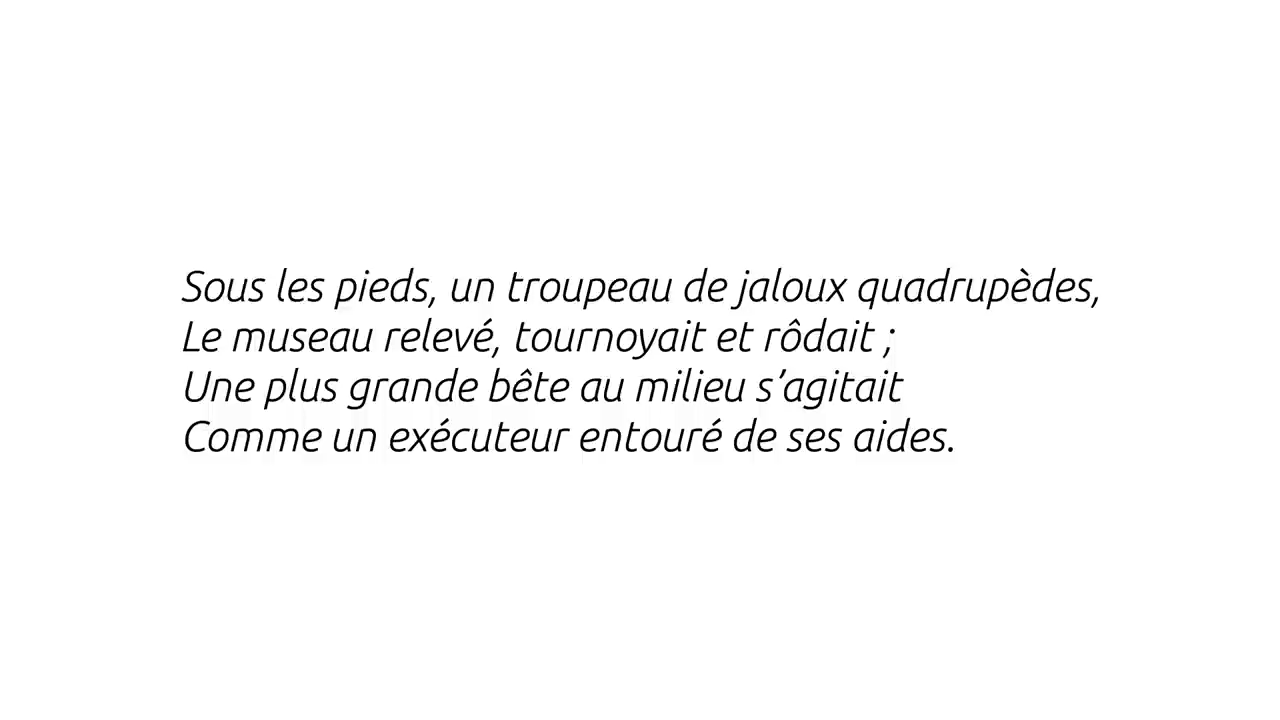 Sous les pieds, un troupeau de jaloux quadrupèdes,
Le museau relevé, tournoyait et rôdait ;
Une plus grande bête au milieu s’agitait
Comme un exécuteur entouré de ses aides.